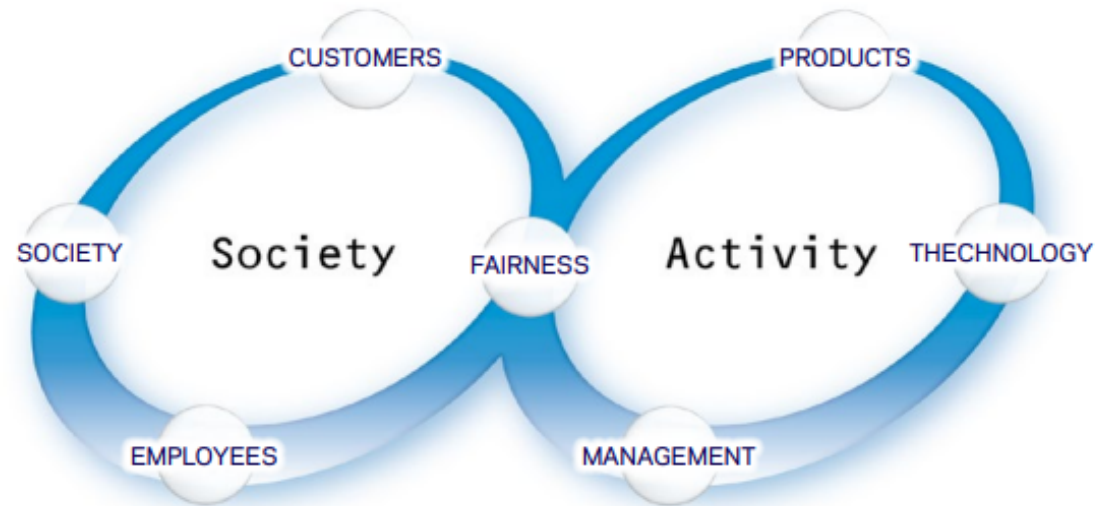 CUSTOMERS
PRODUCTS
SOCIETY
Society
FAIRNESS
Activity
THECHNOLOGY
EMPLOYEES
MANAGEMENT